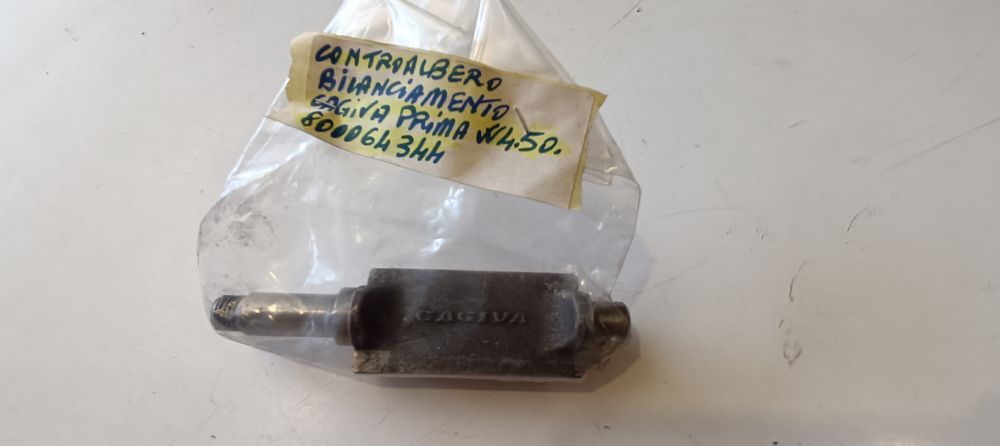 CONTROALBERO
BILANCIAMENTO
CAGIVA PRIMA W4.50.
800064344
CAGIVA